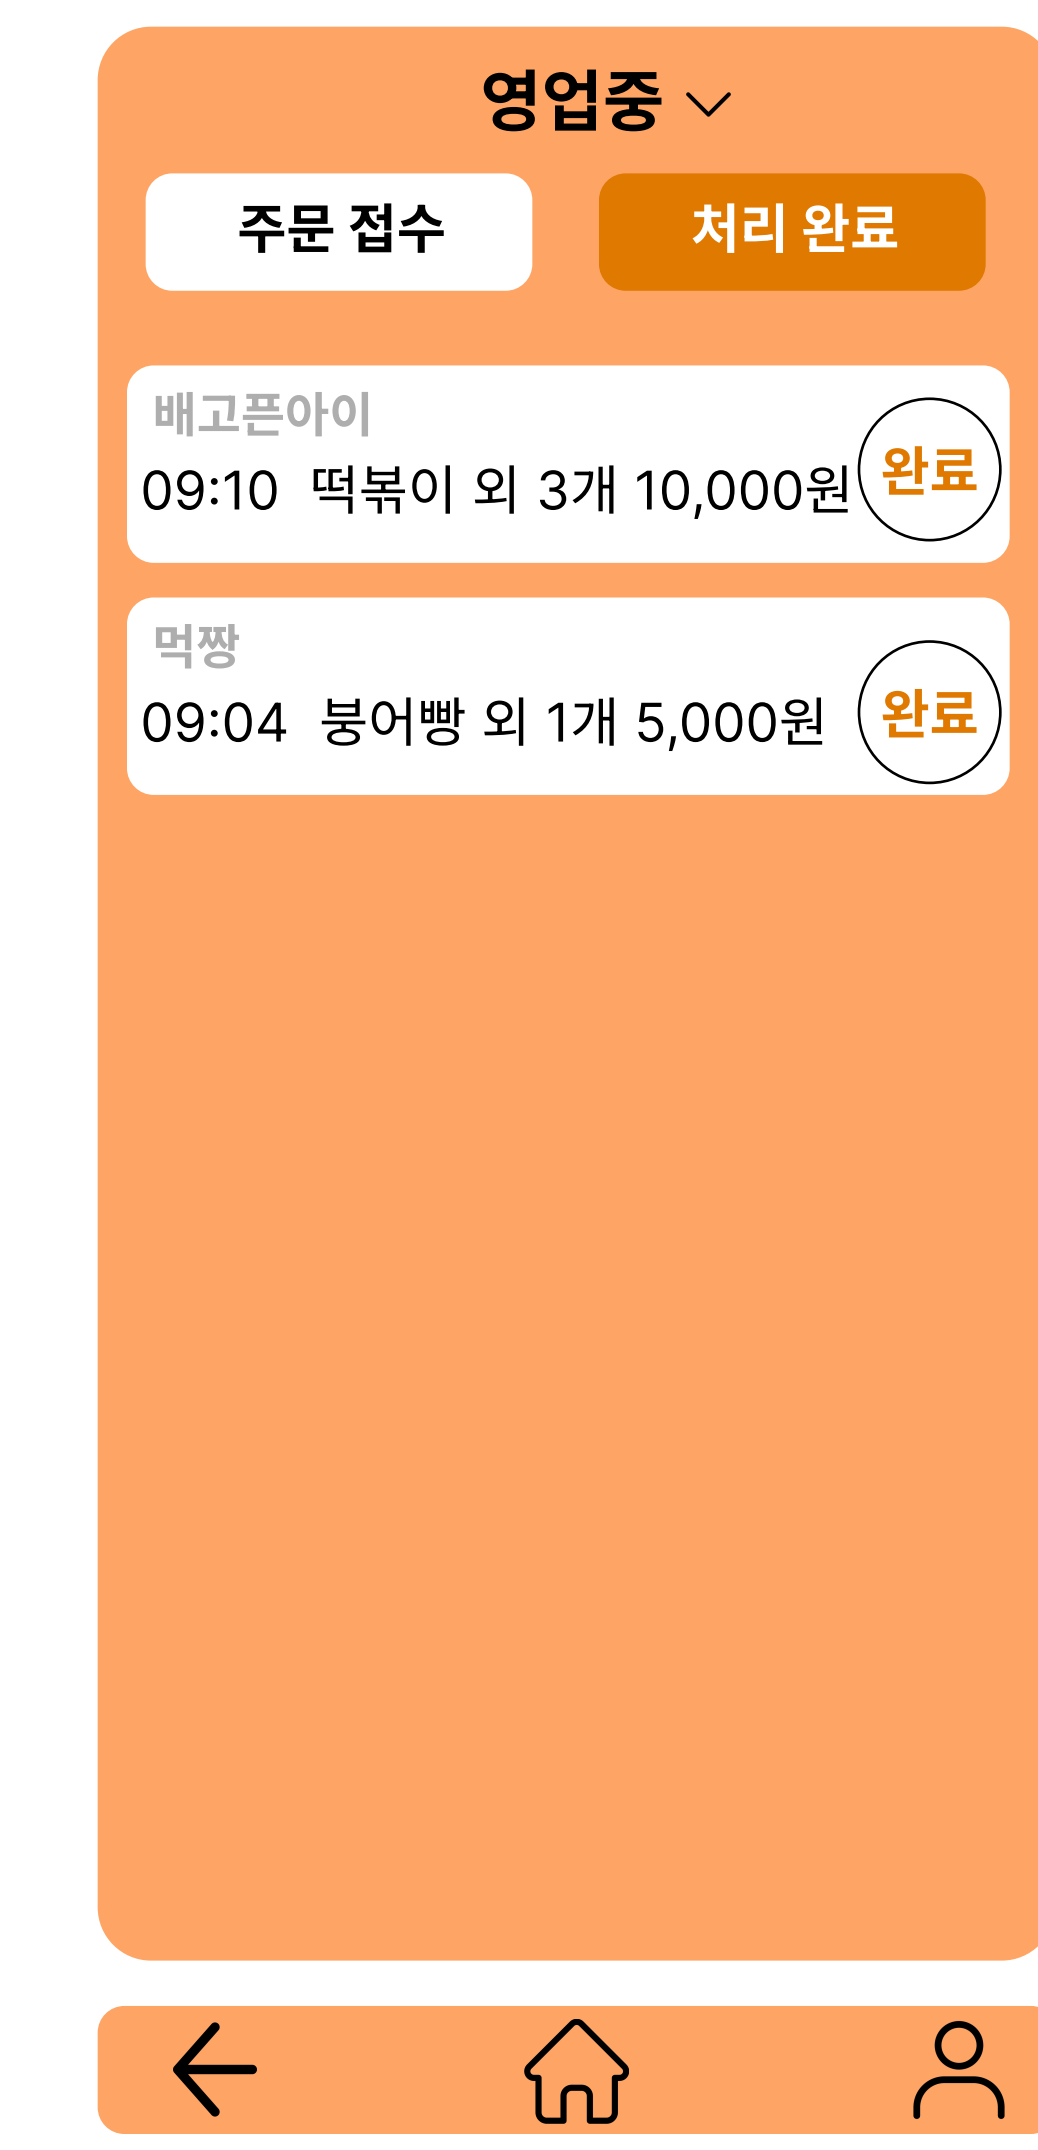 영업중
주문 접수
처리 완료
배고픈아이
09:10 떡볶이 외 3개 10,000원
완료
먹짱
09:04 붕어빵 외 1개 5,000원
완료